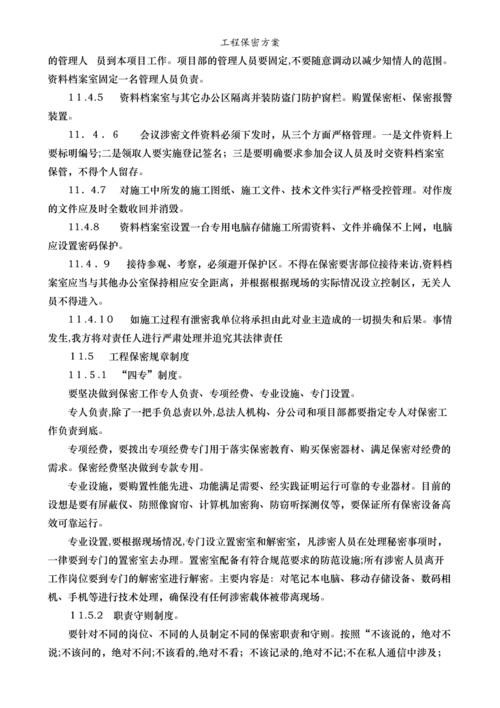 工程保密方案
的管理人　员到本项目工作。项目部的管理人员要固定,不要随意调动以减少知情人的范围。
资料档案室固定一名管理人员负责。
11.4.5　资料档案室与其它办公区隔离并装防盗门防护窗栏。购置保密柜、保密报警
装置。
11．4．6　会议涉密文件资料必须下发时，从三个方面严格管理。一是文件资料上
要标明编号;二是领取人要实施登记签名；三是要明确要求参加会议人员及时交资料档案室
保管，不得个人留存。
11.4.7　对施工中所发的施工图纸、施工文件、技术文件实行严格受控管理。对作废
的文件应及时全数收回并消毁。
11.4.8　资料档案室设置一台专用电脑存储施工所需资料、文件并确保不上网，电脑
应设置密码保护。
11.4．9　接待参观、考察，必须避开保护区。不得在保密要害部位接待来访,资料档
案室应当与其他办公室保持相应安全距离，并根据根据现场的实际情况设立控制区，无关人
员不得进入。
11.4.10　如施工过程有泄密我单位将承担由此对业主造成的一切损失和后果。事情
发生,我方将对责任人进行严肃处理并追究其法律责任
11.5　工程保密规章制度
11.5.1　“四专”制度。
要坚决做到保密工作专人负责、专项经费、专业设施、专门设置。
专人负责,除了一把手负总责以外,总法人机构、分公司和项目部都要指定专人对保密工
作负责到底。
专项经费，要拨出专项经费专门用于落实保密教育、购买保密器材、满足保密对经费的
需求。保密经费坚决做到专款专用。
专业设施，要购置性能先进、功能满足需要、经实践证明运行可靠的专业器材。目前的
设想是要有屏蔽仪、防照像窗帘、计算机加密狗、防窃听探测仪等，要保证所有保密设备高
效可靠运行。
专业设置,要根据现场情况,专门设立置密室和解密室，凡涉密人员在处理秘密事项时，
一律要到专门的置密室去办理。置密室配备有符合规范要求的防范设施;所有涉密人员离开
工作岗位要到专门的解密室进行解密。主要内容是：对笔记本电脑、移动存储设备、数码相
机、手机等进行技术处理，确保没有任何涉密载体被带离现场。
11.5.2　职责守则制度。
要针对不同的岗位、不同的人员制定不同的保密职责和守则。按照“不该说的，绝对不
说;不该问的，绝对不问;不该看的,绝对不看；不该记录的,绝对不记;不在私人通信中涉及；